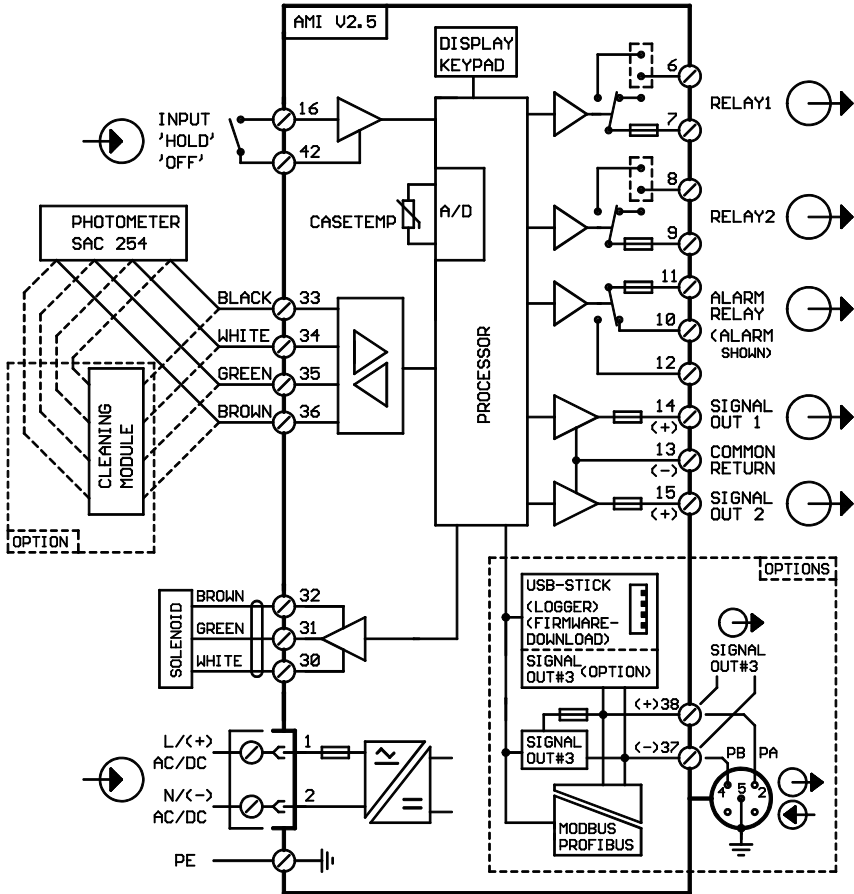 AMI V2.5
DISPLAY
KEYPAD
INPUT
'HOLD'
'OFF'
16
42
CASETEMP
A/D
PROCESSOR
6
7
RELAY1
8
9
RELAY2
11
10
12
ALARM
RELAY
(ALARM
SHOWN)
14
(+)
SIGNAL
OUT 1
13
(-)
COMMON
RETURN
15
(+)
SIGNAL
OUT 2
PHOTOMETER
SAC 254
BLACK 33
WHITE 34
GREEN 35
BROWN 36
CLEANING
MODULE
OPTION
SOLENOID
BROWN 32
GREEN 31
WHITE 30
L/(+)
AC/DC
1
N/(-)
AC/DC
2
PE
OPTIONS
USB-STICK
(LOGGER)
(FIRMWARE-
DOWNLOAD)
SIGNAL
OUT#3 (OPTION)
SIGNAL
OUT#3
(+)38
(-)37
SIGNAL
OUT#3
PB PA
4 5 2
MODBUS
PROFIBUS